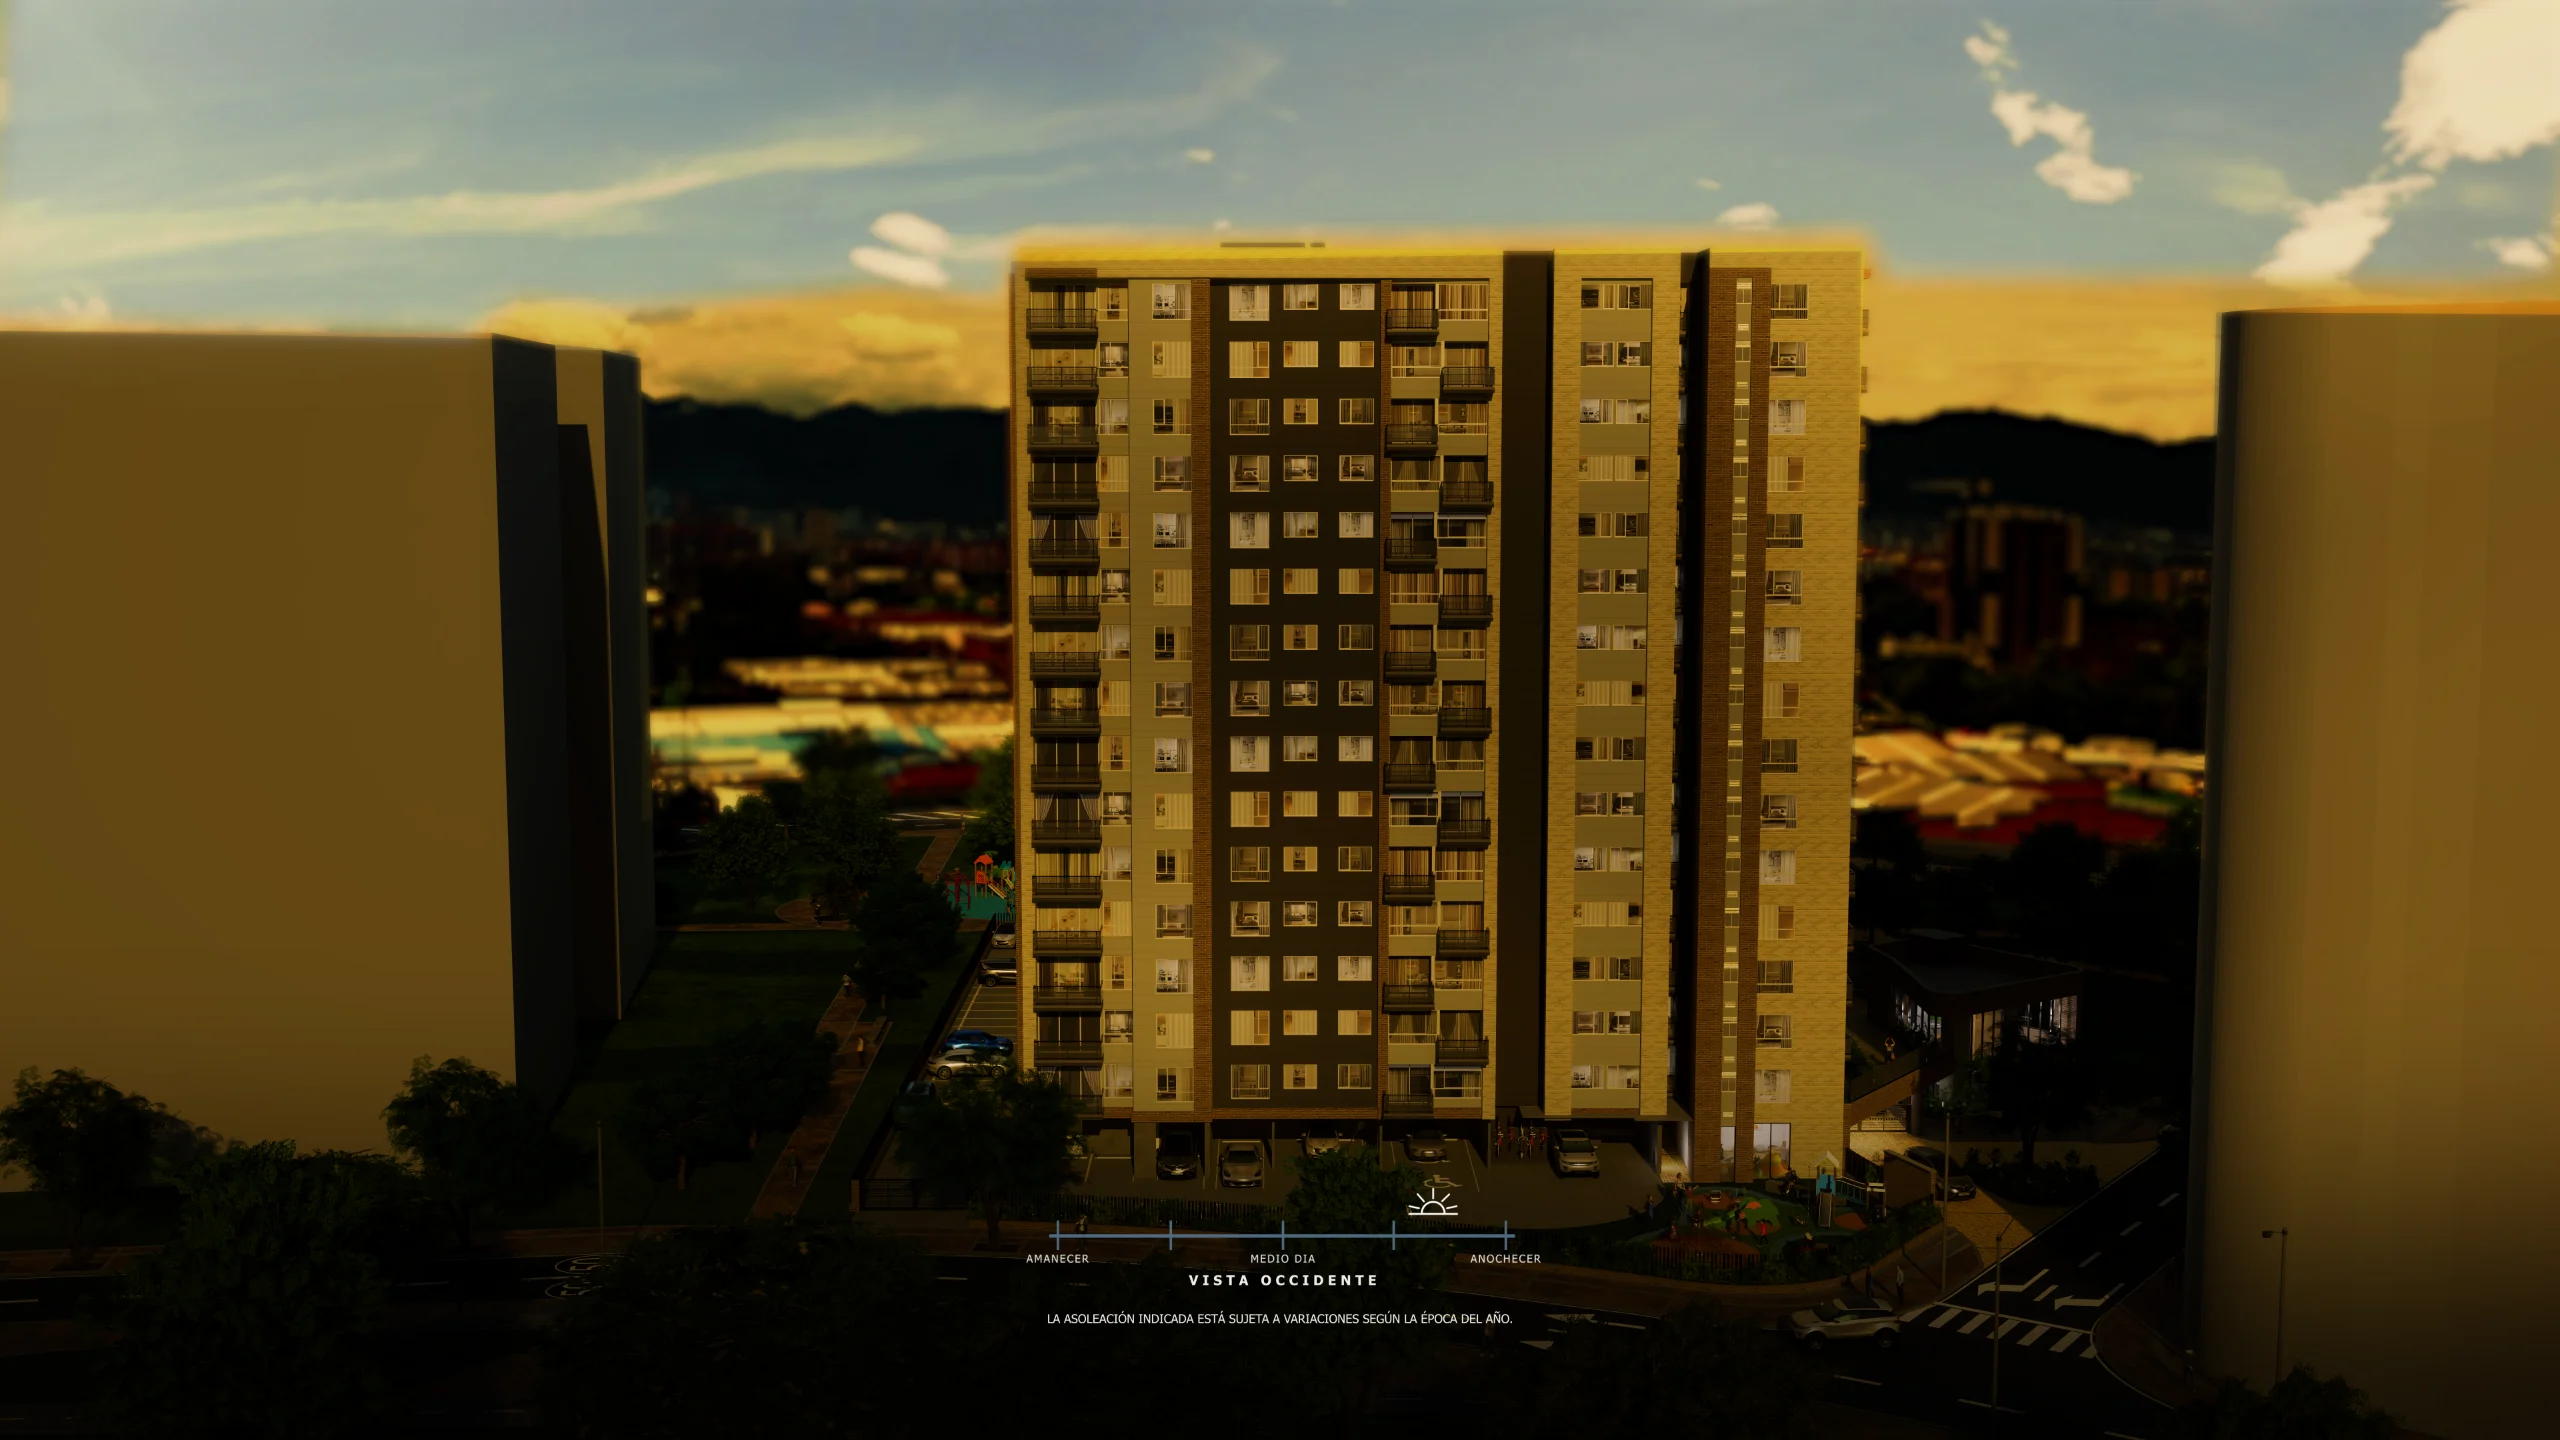 AMANECER MEDIO DIA ANOCHECER
VISTA OCCIDENTE
LA ASOLEACIÓN INDICADA ESTÁ SUJETA A VARIACIONES SEGÚN LA ÉPOCA DEL AÑO.